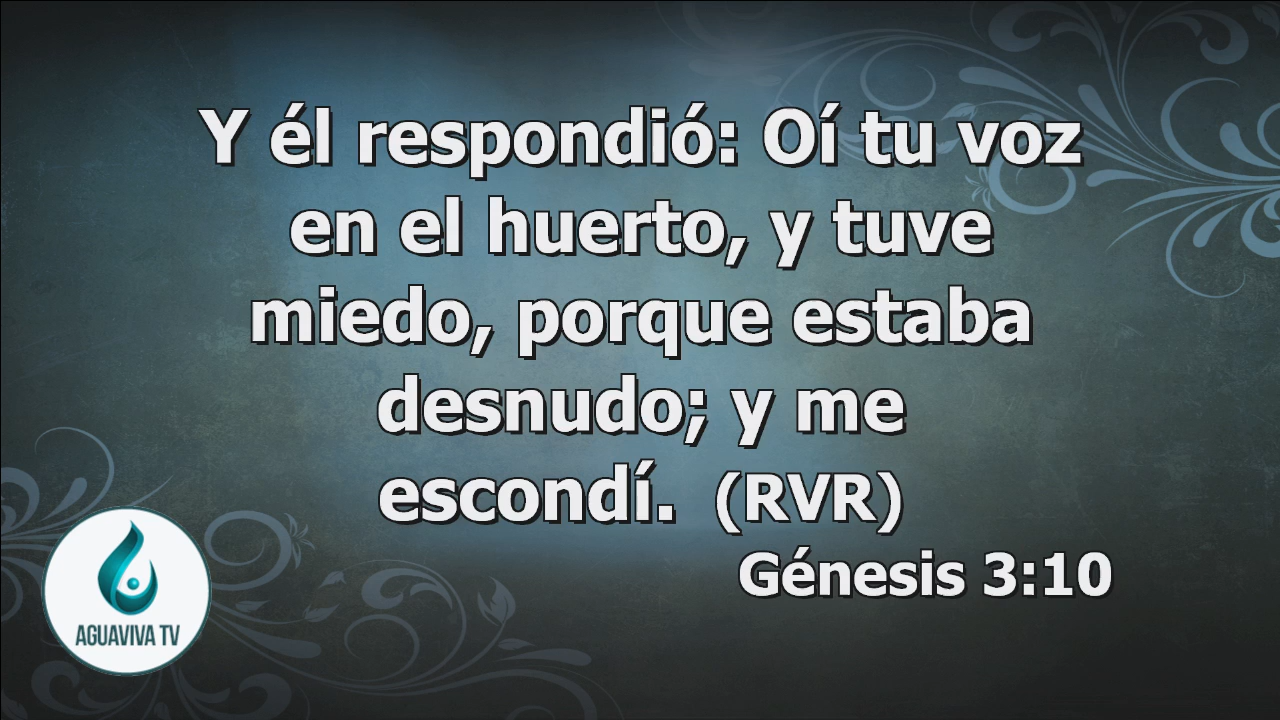 Y él respondió: Oí tu voz
en el huerto, y tuve
miedo, porque estaba
desnudo; y me
escondí. (RVR)
Génesis 3:10
AGUAVIVA TV